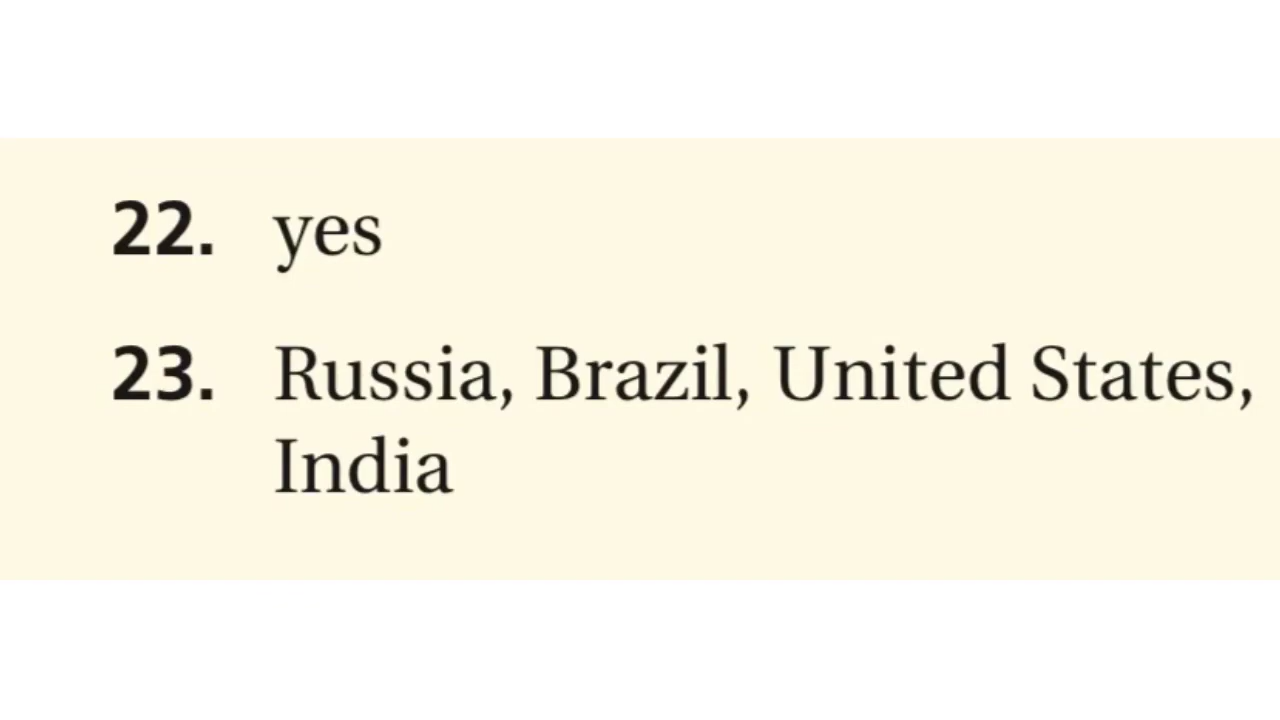 22. yes
23. Russia, Brazil, United States,
India